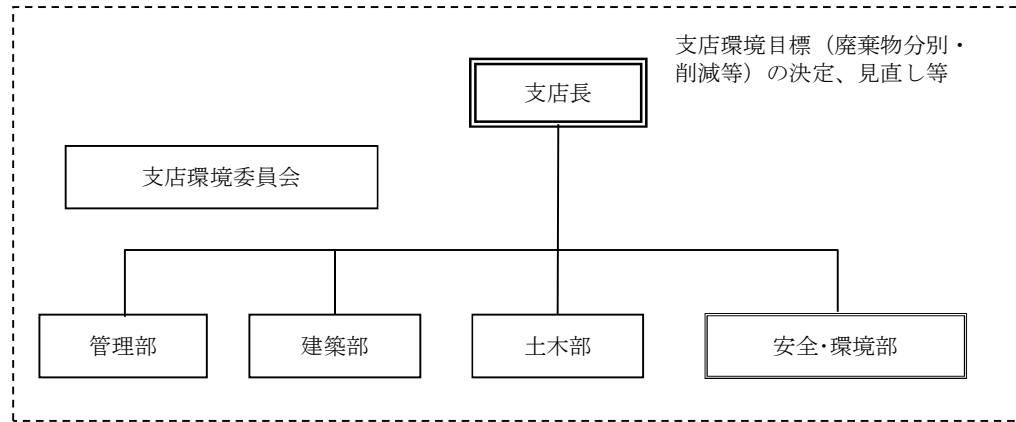 支店環境目標（廃棄物分別・
削減等）の決定、見直し等
支店長
支店環境委員会
管理部
建築部
土木部
安全･環境部